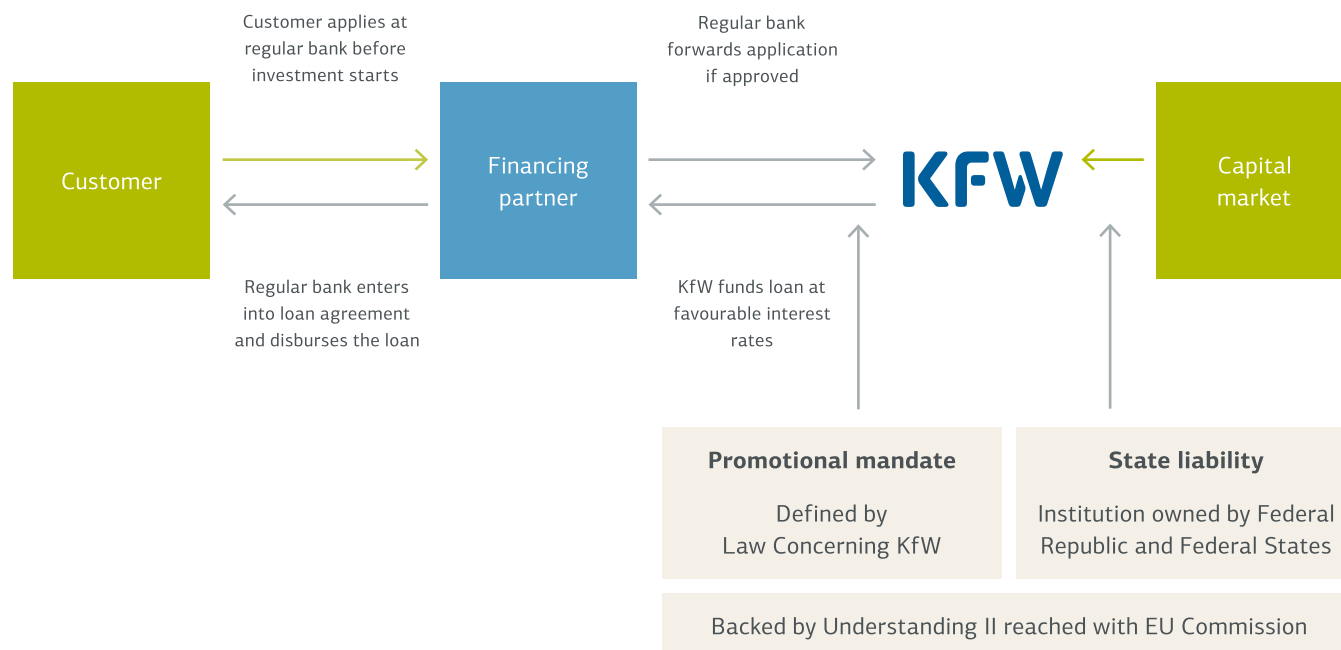 Customer applies at
regular bank before
investment starts
Regular bank
forwards application
if approved
Customer
Financing
partner
KFW
Capital
market
Regular bank enters
into loan agreement
and disburses the loan
KfW funds loan at
favourable interest
rates
Promotional mandate
Defined by
Law Concerning KfW
State liability
Institution owned by Federal
Republic and Federal States
Backed by Understanding II reached with EU Commission